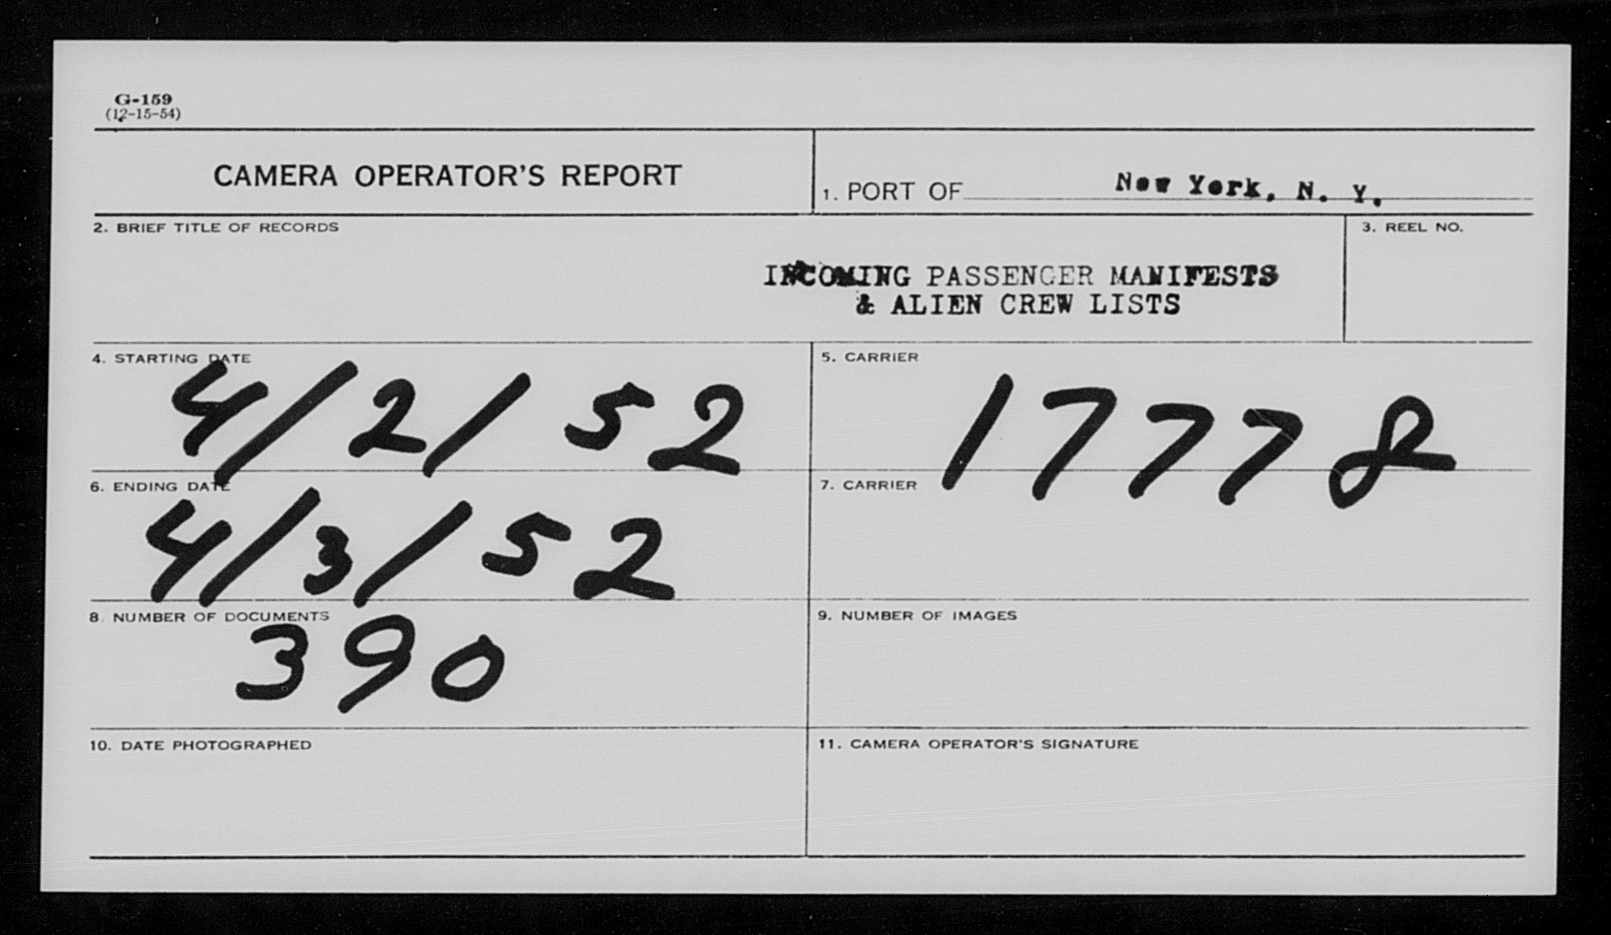 G-159
(12-15-54)
CAMERA OPERATOR'S REPORT
1. PORT OF New York, N. Y.
2. BRIEF TITLE OF RECORDS
3. REEL NO.
INCOMING PASSENGER MANIFESTS
& ALIEN CREW LISTS
4. STARTING DATE
4/2/52
5. CARRIER
17778
6. ENDING DATE
4/3/52
7. CARRIER
8. NUMBER OF DOCUMENTS
390
9. NUMBER OF IMAGES
10. DATE PHOTOGRAPHED
11. CAMERA OPERATOR'S SIGNATURE